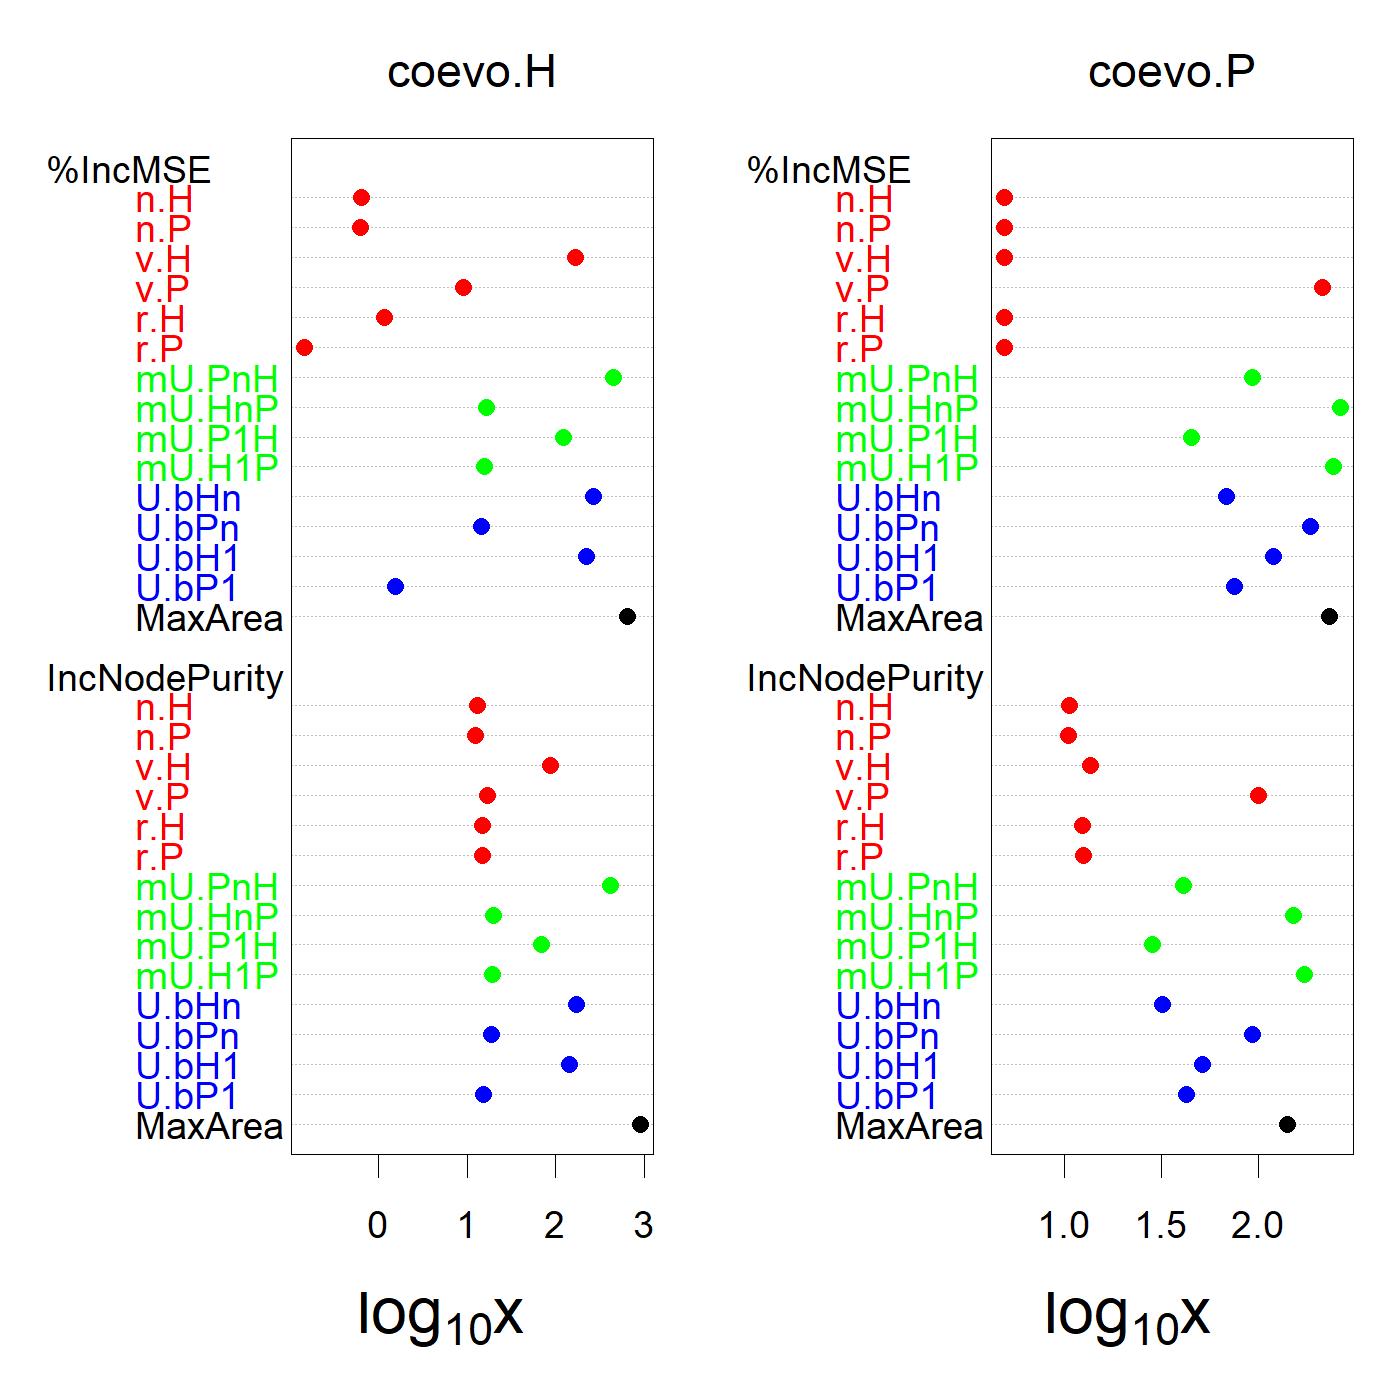 coevo.H
%IncMSE
n.H
n.P
v.H
v.P
r.H
r.P
mU.PnH
mU.HnP
mU.P1H
mU.H1P
U.bHn
U.bPn
U.bH1
U.bP1
MaxArea
IncNodePurity
n.H
n.P
v.H
v.P
r.H
r.P
mU.PnH
mU.HnP
mU.P1H
mU.H1P
U.bHn
U.bPn
U.bH1
U.bP1
MaxArea
0 1 2 3
log₁₀x
coevo.P
%IncMSE
n.H
n.P
v.H
v.P
r.H
r.P
mU.PnH
mU.HnP
mU.P1H
mU.H1P
U.bHn
U.bPn
U.bH1
U.bP1
MaxArea
IncNodePurity
n.H
n.P
v.H
v.P
r.H
r.P
mU.PnH
mU.HnP
mU.P1H
mU.H1P
U.bHn
U.bPn
U.bH1
U.bP1
MaxArea
1.0 1.5 2.0
log₁₀x